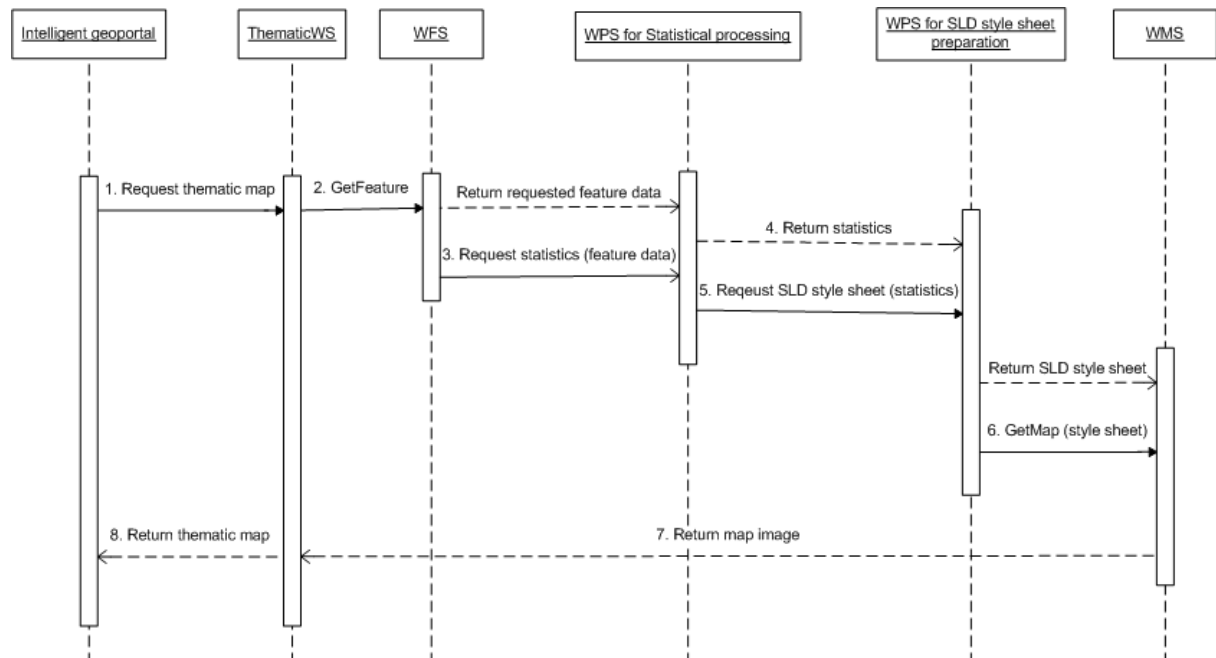 Intelligent geoportal
ThematicWS
WFS
WPS for Statistical processing
WPS for SLD style sheet
preparation
WMS
1. Request thematic map
2. GetFeature
Return requested feature data
4. Return statistics
3. Request statistics (feature data)
5. Reqeust SLD style sheet (statistics)
Return SLD style sheet
6. GetMap (style sheet)
8. Return thematic map
7. Return map image